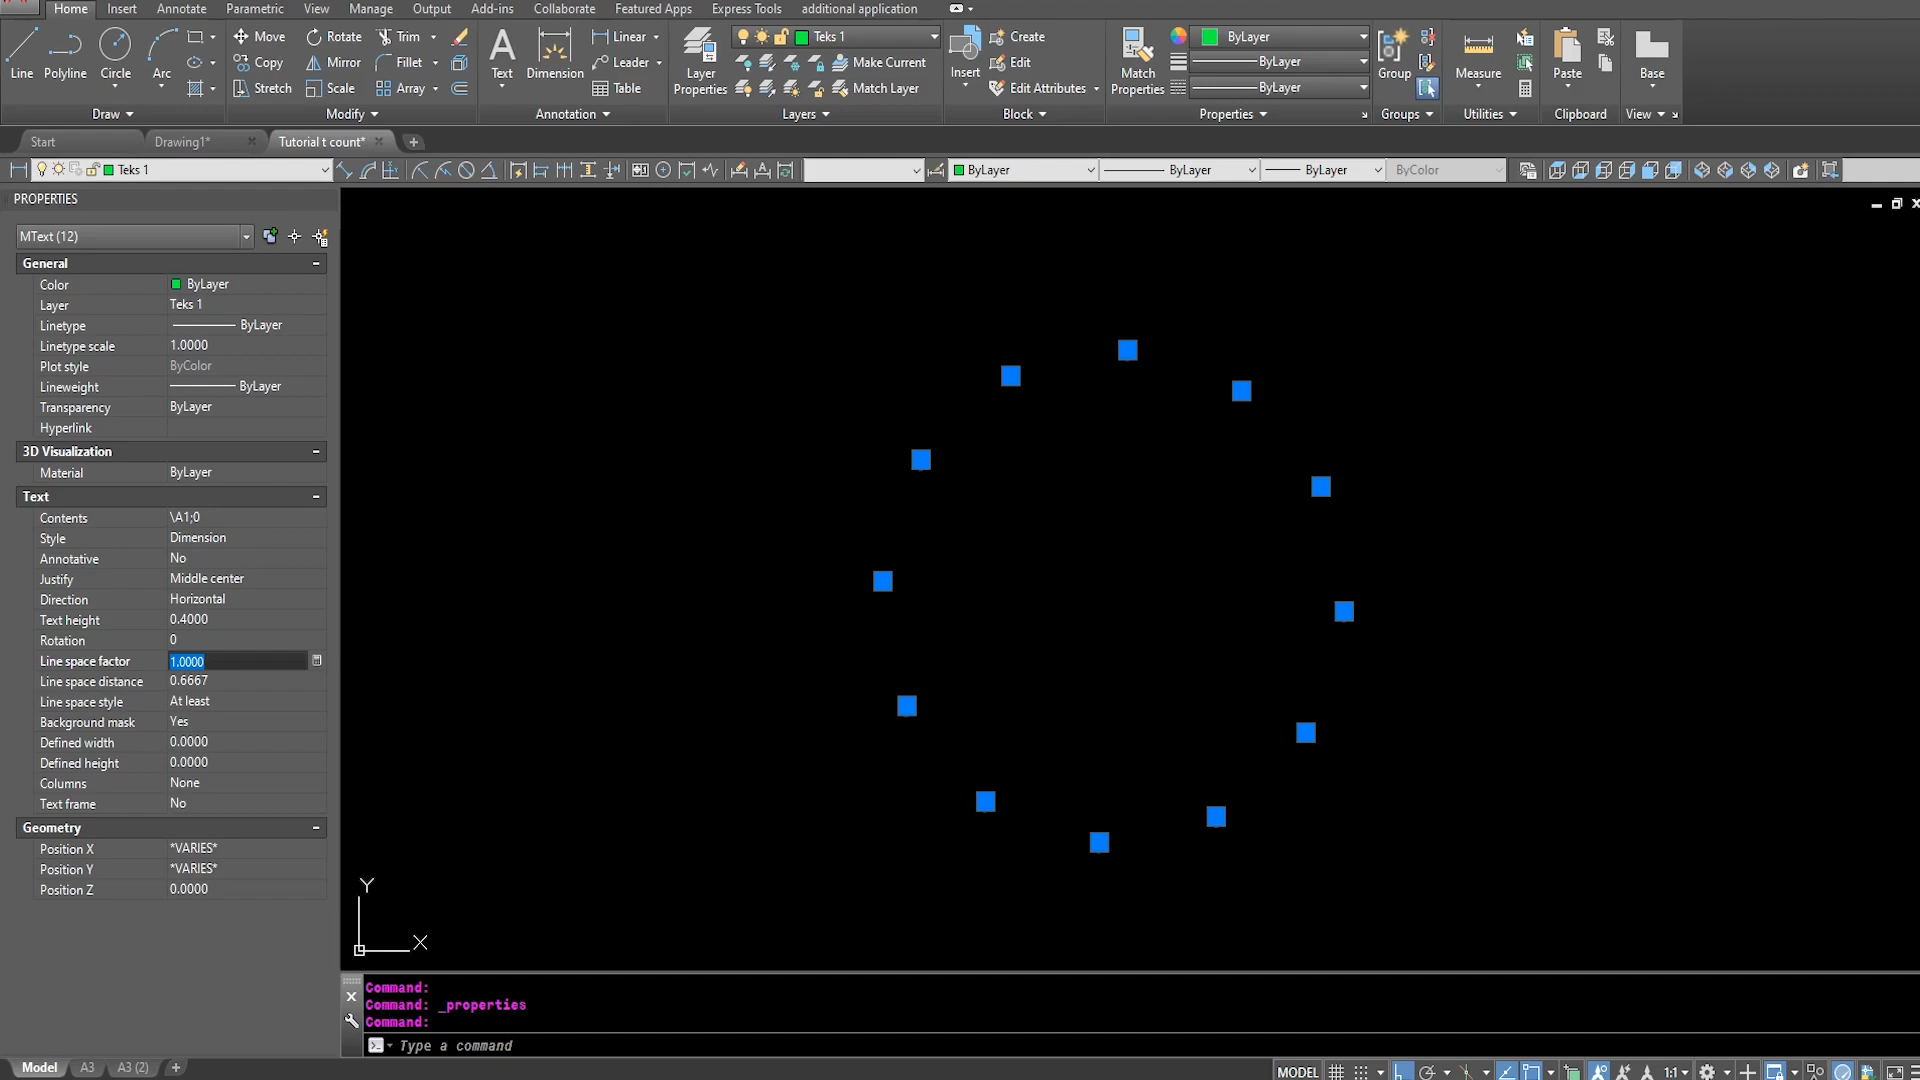 Home Insert Annotate Parametric View Manage Output Add-ins Collaborate Featured Apps Express Tools additional application
Line Polyline Circle Arc
Move Rotate Trim
Copy Mirror Fillet
Stretch Scale Array
Text Dimension
Linear
Leader
Table
Layer Properties
Teks 1
Make Current
Match Layer
Insert
Create
Edit
Edit Attributes
Match Properties
ByLayer
ByLayer
ByLayer
Group Measure Paste Base
Draw Modify Annotation Layers Block Properties Groups Utilities Clipboard View
Start Drawing1* Tutorial t count*
Teks 1 ByLayer ByLayer ByLayer ByColor
PROPERTIES
MText (12)
General
Color ByLayer
Layer Teks 1
Linetype ByLayer
Linetype scale 1.0000
Plot style ByColor
Lineweight ByLayer
Transparency ByLayer
Hyperlink
3D Visualization
Material ByLayer
Text
Contents \A1;0
Style Dimension
Annotative No
Justify Middle center
Direction Horizontal
Text height 0.4000
Rotation 0
Line space factor 1.0000
Line space distance 0.6667
Line space style At least
Background mask Yes
Defined width 0.0000
Defined height 0.0000
Columns None
Text frame No
Geometry
Position X *VARIES*
Position Y *VARIES*
Position Z 0.0000
Y
X
Command:
Command: _properties
Command:
Type a command
Model A3 A3 (2)
MODEL 1:1